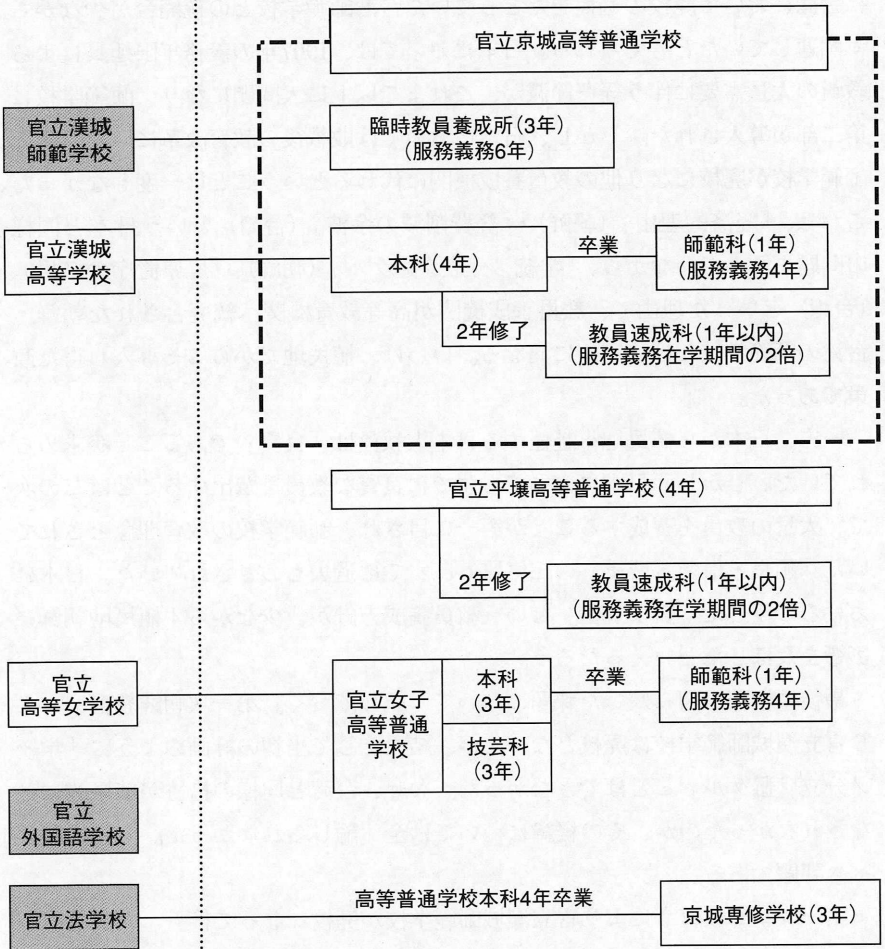 官立京城高等普通学校
官立漢城
師範学校
臨時教員養成所(3年)
(服務義務6年)
官立漢城
高等学校
本科(4年)
卒業
師範科(1年)
(服務義務4年)
2年修了
教員速成科(1年以内)
(服務義務在学期間の2倍)
官立平壌高等普通学校(4年)
2年修了
教員速成科(1年以内)
(服務義務在学期間の2倍)
官立
高等女学校
官立女子
高等普通
学校
本科
(3年)
技芸科
(3年)
卒業
師範科(1年)
(服務義務4年)
官立
外国語学校
官立法学校
高等普通学校本科4年卒業
京城専修学校(3年)